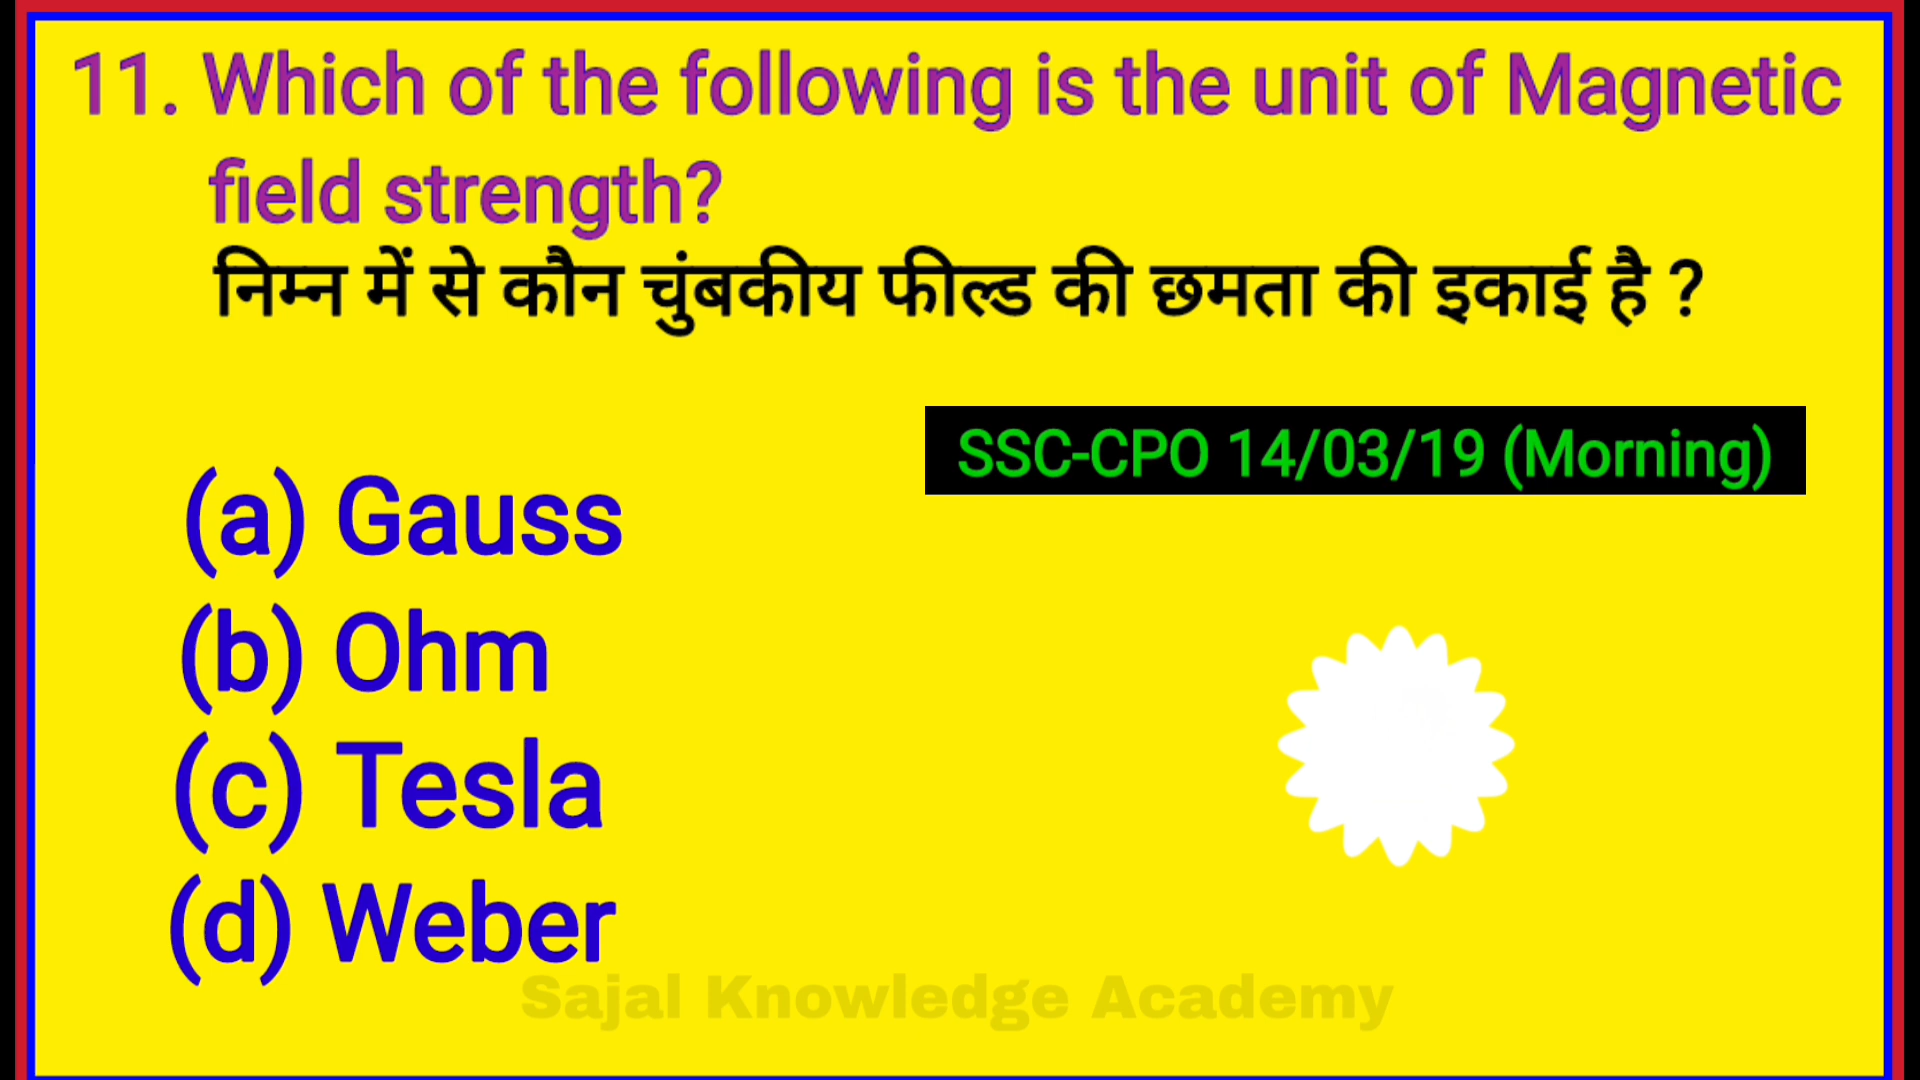 11. Which of the following is the unit of Magnetic
field strength?
निम्न में से कौन चुंबकीय फील्ड की छमता की इकाई है ?
SSC-CPO 14/03/19 (Morning)
(a) Gauss
(b) Ohm
(c) Tesla
(d) Weber
Sajal Knowledge Academy